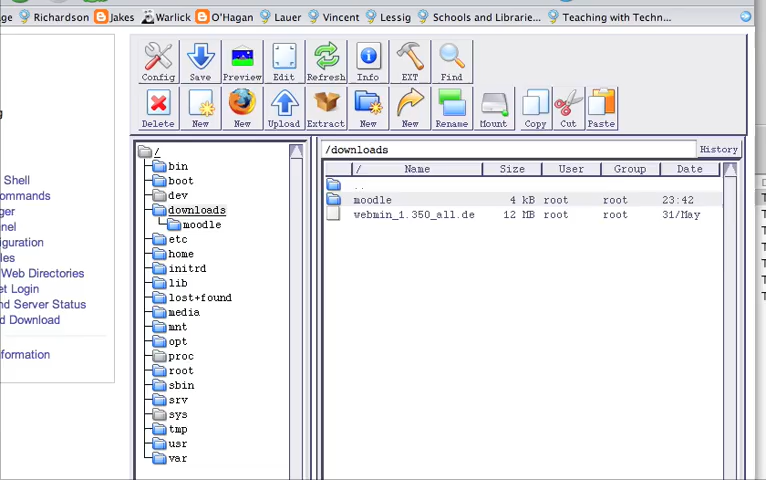 ge Richardson Jakes Warlick O'Hagan Lauer Vincent Lessig Schools and Librarie... Teaching with Techn...
Config Save Preview Edit Refresh Info EXT Find
Delete New New Upload Extract New New Rename Mount Copy Cut Paste
/downloads History
/ Name Size User Group Date
..
moodle 4 kB root root 23:42
webmin_1.350_all.de 12 MB root root 31/May
/
bin
boot
dev
downloads
moodle
etc
home
initrd
lib
lost+found
media
mnt
opt
proc
root
sbin
srv
sys
tmp
usr
var
Shell
ommands
ger
nel
iguration
les
Web Directories
et Login
nd Server Status
d Download
formation